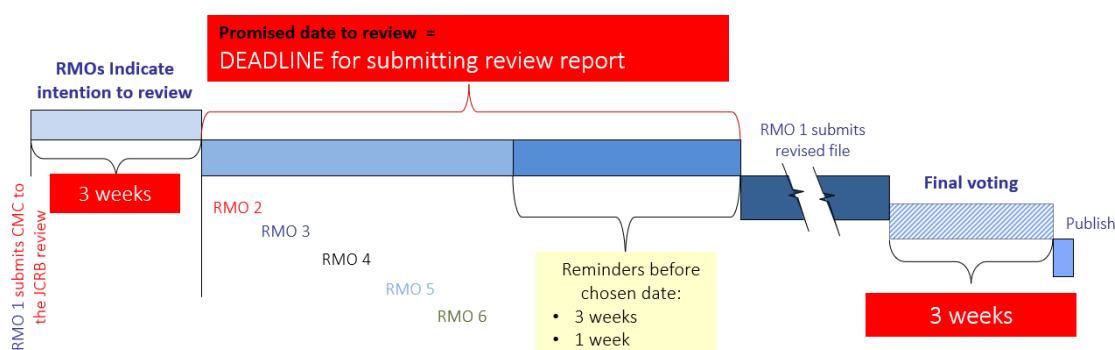 Promised date to review  =
DEADLINE for submitting review report
RMOs Indicate
intention to review
3 weeks
RMO 1 submits CMC to
the JCRB review
RMO 2
RMO 3
RMO 4
RMO 5
RMO 6
Reminders before
chosen date:
• 3 weeks
• 1 week
RMO 1 submits
revised file
Final voting
3 weeks
Publish